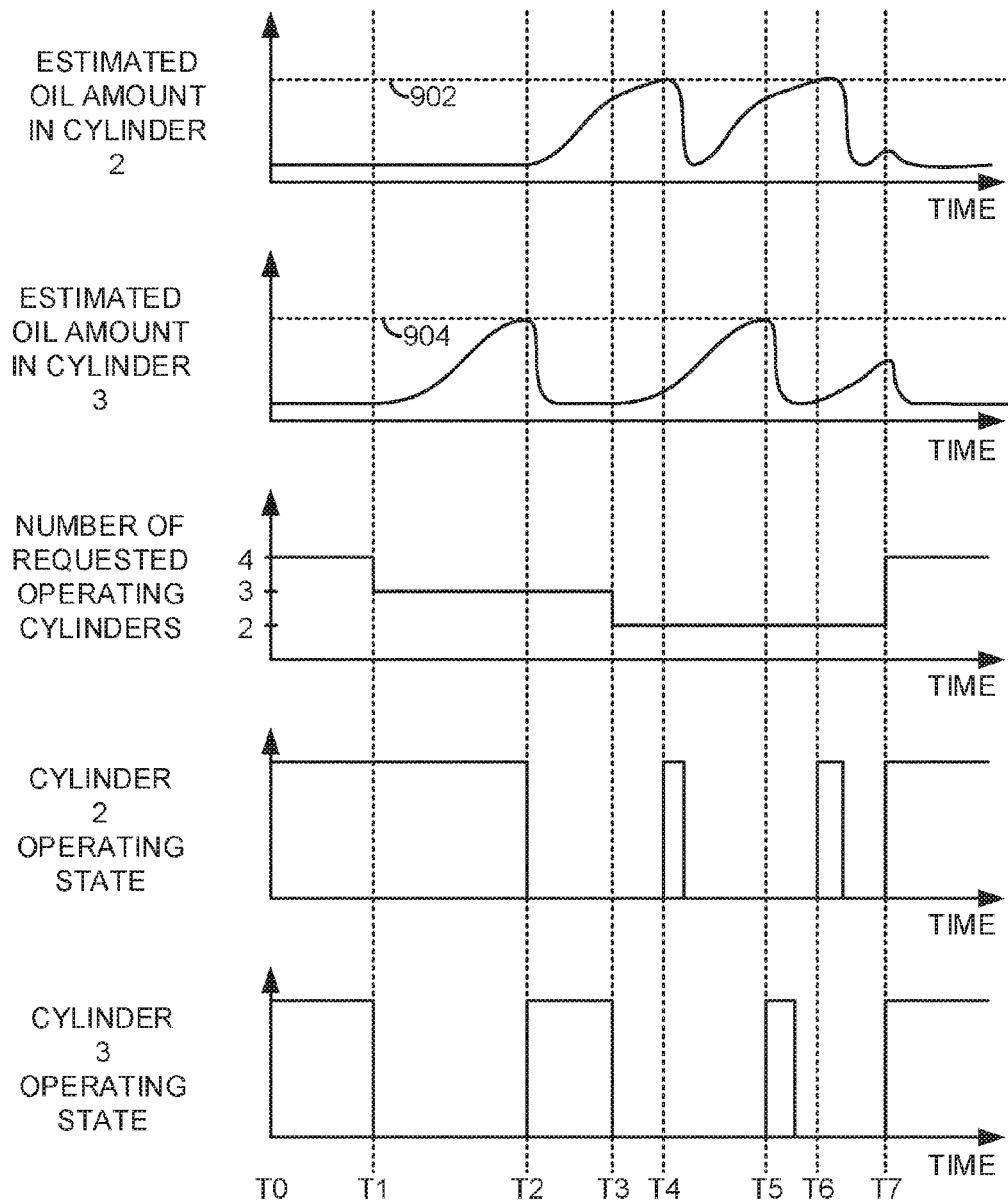 ESTIMATED
OIL AMOUNT
IN CYLINDER
2
902
TIME
ESTIMATED
OIL AMOUNT
IN CYLINDER
3
904
TIME
NUMBER OF
REQUESTED
OPERATING
CYLINDERS
4
3
2
TIME
CYLINDER
2
OPERATING
STATE
TIME
CYLINDER
3
OPERATING
STATE
TIME
T0 T1 T2 T3 T4 T5 T6 T7